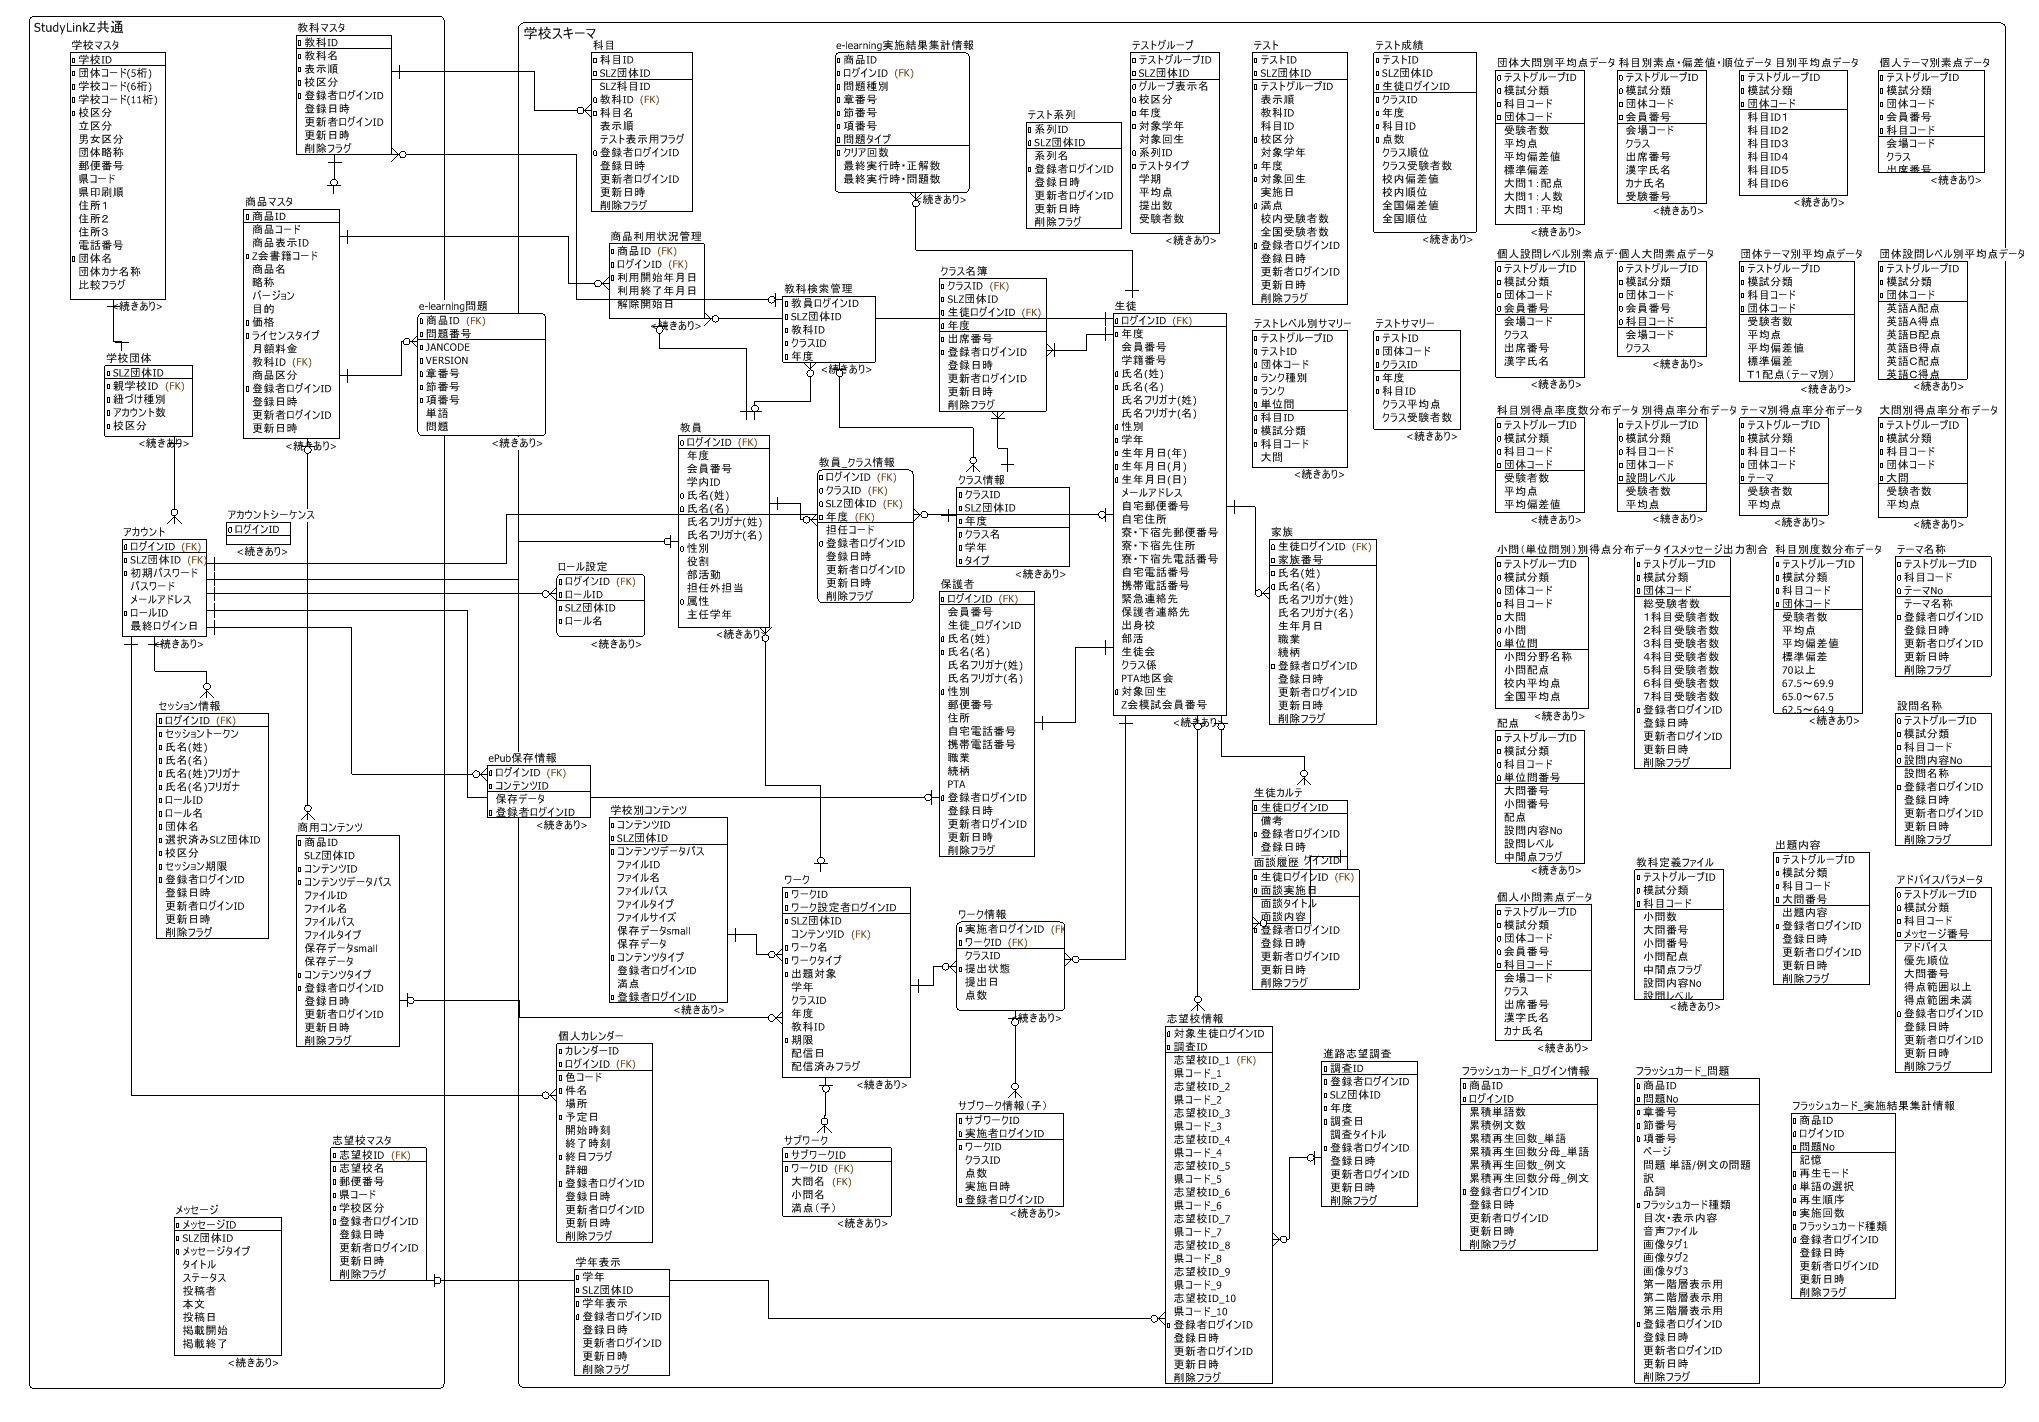 StudyLinkZ共通
学校マスタ
学校ID
団体コード(5桁)
学校コード(6桁)
学校コード(11桁)
校区分
立区分
男女区分
団体略称
郵便番号
県コード
県印刷順
住所1
住所2
住所3
電話番号
団体名
団体カナ名称
比較フラグ
<続きあり>
教科マスタ
教科ID
教科名
表示順
校区分
登録者ログインID
登録日時
更新者ログインID
更新日時
削除フラグ
商品マスタ
商品ID
商品コード
商品表示ID
Z会書籍コード
商品名
略称
バージョン
目的
価格
ライセンスタイプ
月額料金
教科ID (FK)
商品区分
登録者ログインID
登録日時
更新者ログインID
更新日時
<続きあり>
e-learning問題
商品ID (FK)
問題番号
JANCODE
VERSION
章番号
節番号
項番号
単語
問題
<続きあり>
学校団体
SLZ団体ID
親学校ID (FK)
紐づけ種別
アカウント数
校区分
<続きあり>
アカウントシーケンス
ログインID
<続きあり>
アカウント
ログインID (FK)
SLZ団体ID (FK)
初期パスワード
パスワード
メールアドレス
ロールID
最終ログイン日
<続きあり>
セッション情報
ログインID (FK)
セッショントークン
氏名(姓)
氏名(名)
氏名(姓)フリガナ
氏名(名)フリガナ
ロールID
ロール名
団体名
選択済みSLZ団体ID
校区分
セッション期限
登録者ログインID
登録日時
更新者ログインID
更新日時
削除フラグ
商用コンテンツ
商品ID
SLZ団体ID
コンテンツID
コンテンツデータパス
ファイルID
ファイル名
ファイルパス
ファイルタイプ
保存データsmall
保存データ
コンテンツタイプ
登録者ログインID
登録日時
更新者ログインID
更新日時
削除フラグ
志望校マスタ
志望校ID (FK)
志望校名
郵便番号
県コード
学校区分
登録者ログインID
登録日時
更新者ログインID
更新日時
削除フラグ
メッセージ
メッセージID
SLZ団体ID
メッセージタイプ
タイトル
ステータス
投稿者
本文
投稿日
掲載開始
掲載終了
<続きあり>
学校スキーマ
科目
科目ID
SLZ団体ID
SLZ科目ID
教科ID (FK)
科目名
表示順
テスト表示用フラグ
登録者ログインID
登録日時
更新者ログインID
更新日時
削除フラグ
商品利用状況管理
商品ID (FK)
ログインID (FK)
利用開始年月日
利用終了年月日
解除開始日
<続きあり>
教科検索管理
教員ログインID
SLZ団体ID
教科ID
クラスID
年度
<続きあり>
e-learning実施結果集計情報
商品ID
ログインID (FK)
問題種別
章番号
節番号
項番号
問題タイプ
クリア回数
最終実行時・正解数
最終実行時・問題数
<続きあり>
クラス名簿
クラスID (FK)
SLZ団体ID
生徒ログインID (FK)
年度
出席番号
登録者ログインID
登録日時
更新者ログインID
更新日時
削除フラグ
テスト系列
系列ID
SLZ団体ID
系列名
登録者ログインID
登録日時
更新者ログインID
更新日時
削除フラグ
テストグループ
テストグループID
SLZ団体ID
グループ表示名
校区分
年度
対象学年
対象回生
系列ID
テストタイプ
学期
平均点
提出数
受験者数
<続きあり>
テスト
テストID
SLZ団体ID
テストグループID
表示順
教科ID
科目ID
校区分
対象学年
年度
対象回生
実施日
満点
校内受験者数
全国受験者数
登録者ログインID
登録日時
更新者ログインID
更新日時
削除フラグ
テスト成績
テストID
SLZ団体ID
生徒ログインID
クラスID
年度
科目ID
点数
クラス順位
クラス受験者数
校内偏差値
校内順位
全国偏差値
全国順位
<続きあり>
テストレベル別サマリー
テストグループID
テストID
団体コード
ランク種別
ランク
単位問
科目ID
模試分類
科目コード
大問
<続きあり>
テストサマリー
テストID
団体コード
クラスID
年度
科目ID
クラス平均点
クラス受験者数
<続きあり>
教員
ログインID (FK)
年度
会員番号
学内ID
氏名(姓)
氏名(名)
氏名フリガナ(姓)
氏名フリガナ(名)
性別
役割
部活動
担任外担当
属性
主任学年
<続きあり>
教員_クラス情報
ログインID (FK)
クラスID (FK)
SLZ団体ID (FK)
年度 (FK)
担任コード
登録者ログインID
登録日時
更新者ログインID
更新日時
削除フラグ
クラス情報
クラスID
SLZ団体ID
年度
クラス名
学年
タイプ
<続きあり>
ロール設定
ログインID (FK)
ロールID
SLZ団体ID
ロール名
<続きあり>
保護者
ログインID (FK)
会員番号
生徒_ログインID
氏名(姓)
氏名(名)
氏名フリガナ(姓)
氏名フリガナ(名)
性別
郵便番号
住所
自宅電話番号
携帯電話番号
職業
続柄
PTA
登録者ログインID
登録日時
更新者ログインID
更新日時
削除フラグ
生徒
ログインID (FK)
年度
会員番号
学籍番号
氏名(姓)
氏名(名)
氏名フリガナ(姓)
氏名フリガナ(名)
性別
学年
生年月日(年)
生年月日(月)
生年月日(日)
メールアドレス
自宅郵便番号
自宅住所
寮・下宿先郵便番号
寮・下宿先住所
寮・下宿先電話番号
自宅電話番号
携帯電話番号
緊急連絡先
保護者連絡先
出身校
部活
生徒会
クラス係
PTA地区会
対象回生
Z会模試会員番号
<続きあり>
家族
生徒ログインID (FK)
家族番号
氏名(姓)
氏名(名)
氏名フリガナ(姓)
氏名フリガナ(名)
生年月日
職業
続柄
登録者ログインID
登録日時
更新者ログインID
更新日時
削除フラグ
生徒カルテ
生徒ログインID
備考
登録者ログインID
登録日時
面談履歴
生徒ログインID (FK)
面談実施日
面談タイトル
面談内容
登録者ログインID
登録日時
更新者ログインID
更新日時
削除フラグ
ePub保存情報
ログインID (FK)
コンテンツID
保存データ
登録者ログインID
<続きあり>
学校別コンテンツ
コンテンツID
SLZ団体ID
コンテンツデータパス
ファイルID
ファイル名
ファイルパス
ファイルタイプ
ファイルサイズ
保存データsmall
保存データ
コンテンツタイプ
登録者ログインID
満点
登録者ログインID
<続きあり>
ワーク
ワークID
ワーク設定者ログインID
SLZ団体ID
コンテンツID (FK)
ワーク名
ワークタイプ
出題対象
学年
クラスID
年度
教科ID
期限
配信日
配信済みフラグ
<続きあり>
ワーク情報
実施者ログインID (FK
ワークID (FK)
クラスID
提出状態
提出日
点数
<続きあり>
個人カレンダー
カレンダーID
ログインID (FK)
色コード
件名
場所
予定日
開始時刻
終了時刻
終日フラグ
詳細
登録者ログインID
登録日時
更新者ログインID
更新日時
削除フラグ
サブワーク
サブワークID
ワークID (FK)
大問名 (FK)
小問名
満点(子)
<続きあり>
サブワーク情報(子)
サブワークID
実施者ログインID
ワークID
クラスID
点数
実施日時
登録者ログインID
<続きあり>
学年表示
学年
SLZ団体ID
学年表示
登録者ログインID
登録日時
更新者ログインID
更新日時
削除フラグ
志望校情報
対象生徒ログインID
調査ID
志望校ID_1 (FK)
県コード_1
志望校ID_2
県コード_2
志望校ID_3
県コード_3
志望校ID_4
県コード_4
志望校ID_5
県コード_5
志望校ID_6
県コード_6
志望校ID_7
県コード_7
志望校ID_8
県コード_8
志望校ID_9
県コード_9
志望校ID_10
県コード_10
登録者ログインID
登録日時
更新者ログインID
更新日時
削除フラグ
進路志望調査
調査ID
登録者ログインID
SLZ団体ID
年度
調査日
調査タイトル
登録者ログインID
登録日時
更新者ログインID
更新日時
削除フラグ
団体大問別平均点データ
テストグループID
模試分類
科目コード
団体コード
受験者数
平均点
平均偏差値
標準偏差
大問1:配点
大問1:人数
大問1:平均
<続きあり>
科目別素点・偏差値・順位データ
テストグループID
模試分類
団体コード
会員番号
会場コード
クラス
出席番号
漢字氏名
カナ氏名
受験番号
<続きあり>
目別平均点データ
テストグループID
模試分類
団体コード
科目ID1
科目ID2
科目ID3
科目ID4
科目ID5
科目ID6
<続きあり>
個人テーマ別素点データ
テストグループID
模試分類
団体コード
会員番号
科目コード
会場コード
クラス
出席番号
<続きあり>
個人設問レベル別素点デー
テストグループID
模試分類
団体コード
会員番号
会場コード
クラス
出席番号
漢字氏名
個人大問素点データ
テストグループID
模試分類
団体コード
会員番号
科目コード
会場コード
クラス
<続きあり>
団体テーマ別平均点データ
テストグループID
模試分類
科目コード
団体コード
受験者数
平均点
平均偏差値
標準偏差
T1配点(テーマ別)
<続きあり>
団体設問レベル別平均点データ
テストグループID
模試分類
団体コード
英語A配点
英語A得点
英語B配点
英語B得点
英語C配点
英語C得点
<続きあり>
科目別得点率度数分布データ
テストグループID
模試分類
科目コード
団体コード
受験者数
平均点
平均偏差値
<続きあり>
別得点率分布データ
テストグループID
模試分類
科目コード
団体コード
設問レベル
受験者数
平均点
<続きあり>
テーマ別得点率分布データ
テストグループID
模試分類
科目コード
団体コード
テーマ
受験者数
平均点
<続きあり>
大問別得点率分布データ
テストグループID
模試分類
科目コード
団体コード
大問
受験者数
平均点
<続きあり>
小問(単位問別)別得点分布データ
テストグループID
模試分類
団体コード
科目コード
大問
小問
単位問
小問分野名称
小問配点
校内平均点
全国平均点
<続きあり>
イスメッセージ出力割合
テストグループID
模試分類
団体コード
総受験者数
1科目受験者数
2科目受験者数
3科目受験者数
4科目受験者数
5科目受験者数
6科目受験者数
7科目受験者数
登録者ログインID
登録日時
更新者ログインID
更新日時
削除フラグ
科目別度数分布データ
テストグループID
模試分類
科目コード
団体コード
受験者数
平均点
平均偏差値
標準偏差
70以上
67.5～69.9
65.0～67.5
62.5～64.9
<続きあり>
テーマ名称
テストグループID
科目コード
テーマNo
テーマ名称
登録者ログインID
登録日時
更新者ログインID
更新日時
削除フラグ
設問名称
テストグループID
模試分類
科目コード
設問内容No
設問名称
登録者ログインID
登録日時
更新者ログインID
更新日時
削除フラグ
配点
テストグループID
模試分類
科目コード
単位問番号
大問番号
小問番号
配点
設問内容No
設問レベル
中間点フラグ
<続きあり>
個人小問素点データ
テストグループID
模試分類
団体コード
会員番号
科目コード
会場コード
クラス
出席番号
漢字氏名
カナ氏名
<続きあり>
教科定義ファイル
テストグループID
模試分類
科目コード
小問数
大問番号
小問番号
小問配点
中間点フラグ
設問内容No
設問レベル
<続きあり>
出題内容
テストグループID
模試分類
科目コード
大問番号
出題内容
登録者ログインID
登録日時
更新者ログインID
更新日時
削除フラグ
アドバイスパラメータ
テストグループID
模試分類
科目コード
メッセージ番号
アドバイス
優先順位
大問番号
得点範囲以上
得点範囲未満
登録者ログインID
登録日時
更新者ログインID
更新日時
削除フラグ
フラッシュカード_ログイン情報
商品ID
ログインID
累積単語数
累積例文数
累積再生回数_単語
累積再生回数分母_単語
累積再生回数_例文
累積再生回数分母_例文
登録者ログインID
登録日時
更新者ログインID
更新日時
削除フラグ
フラッシュカード_問題
商品ID
問題No
章番号
節番号
項番号
ページ
問題 単語/例文の問題
訳
品詞
フラッシュカード種類
目次・表示内容
音声ファイル
画像タグ1
画像タグ2
画像タグ3
第一階層表示用
第二階層表示用
第三階層表示用
登録者ログインID
登録日時
更新者ログインID
更新日時
削除フラグ
フラッシュカード_実施結果集計情報
商品ID
ログインID
問題No
記憶
再生モード
単語の選択
再生順序
実施回数
フラッシュカード種類
登録者ログインID
登録日時
更新者ログインID
更新日時
削除フラグ